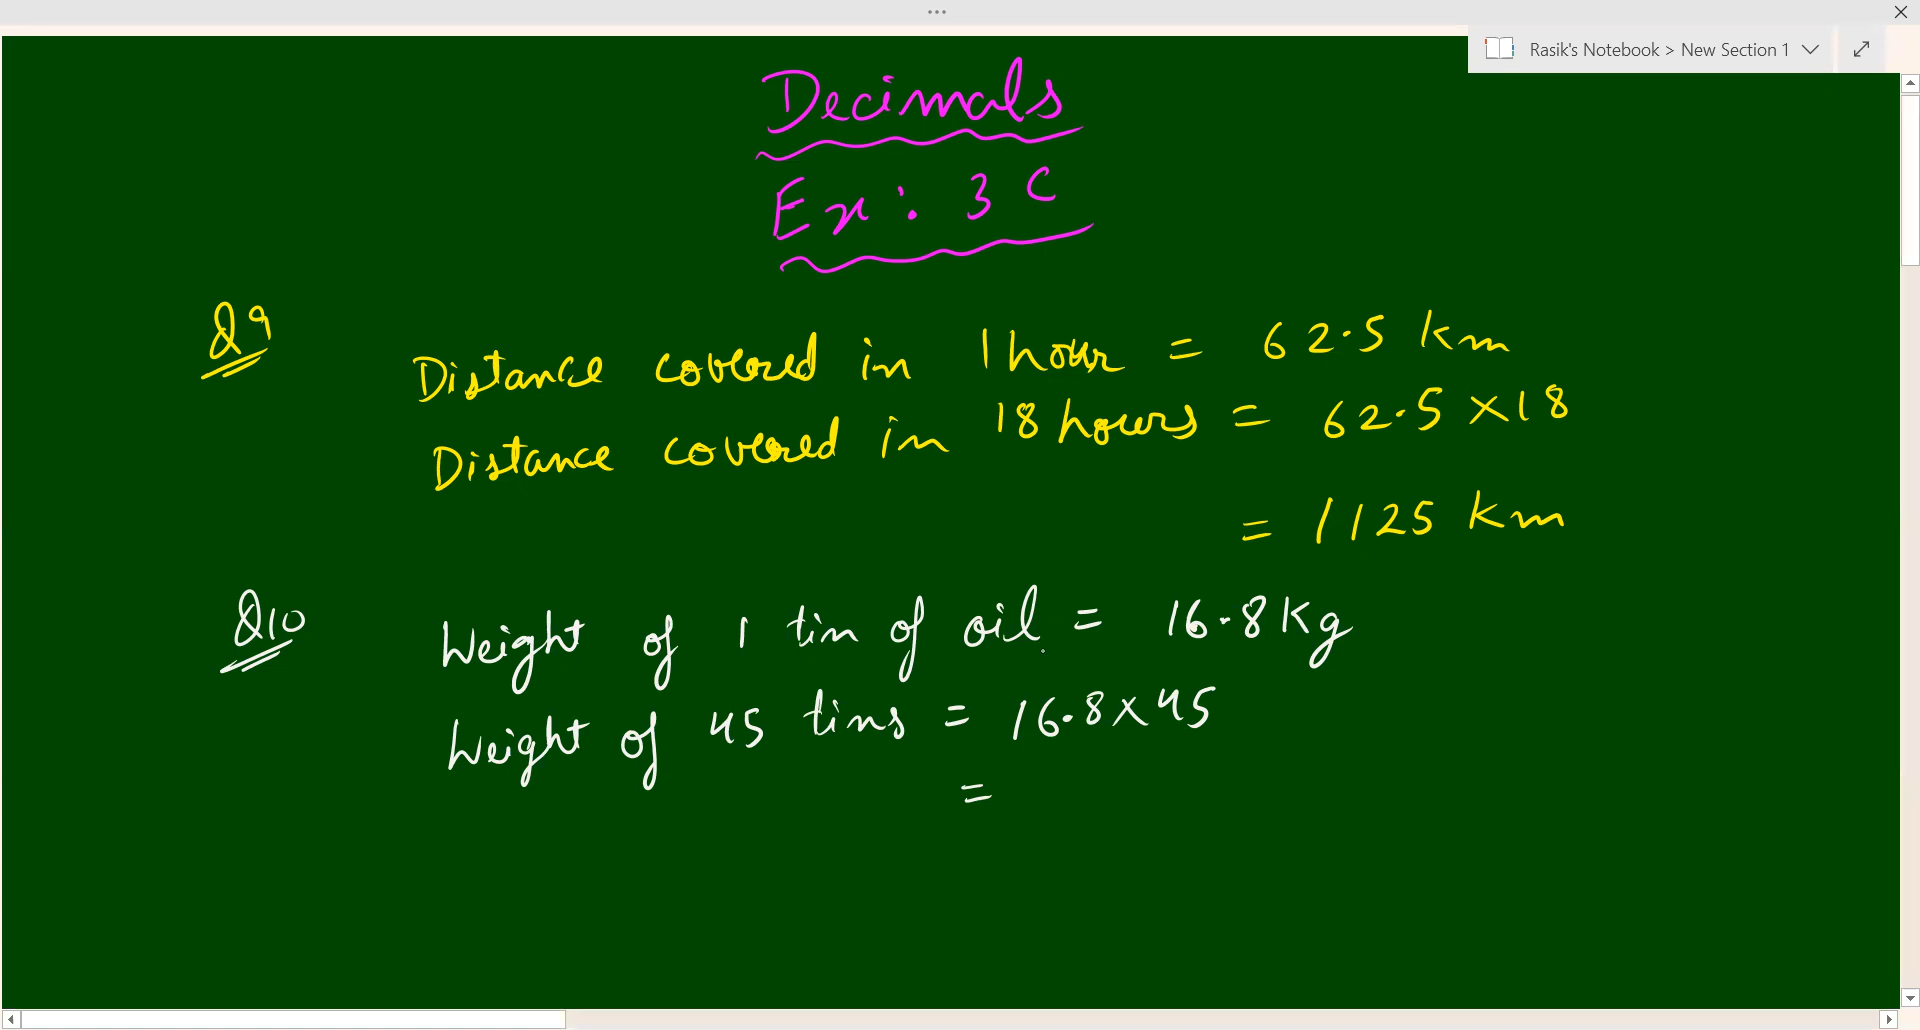 ...
Rasik's Notebook > New Section 1
Decimals
Ex: 3C
Q9
Distance covered in 1 hour = 62.5 km
Distance covered in 18 hours = 62.5 × 18
= 1125 km
Q10
Weight of 1 tin of oil = 16.8 Kg
Weight of 45 tins = 16.8 × 45
=